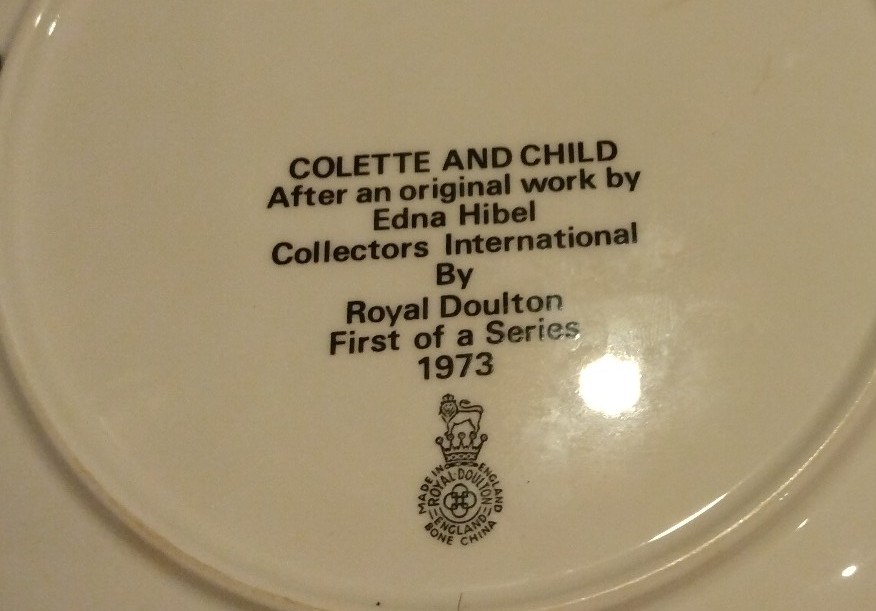 COLETTE AND CHILD
After an original work by
Edna Hibel
Collectors International
By
Royal Doulton
First of a Series
1973
MADE IN ENGLAND
ROYAL·DOULTON
ENGLAND
BONE CHINA